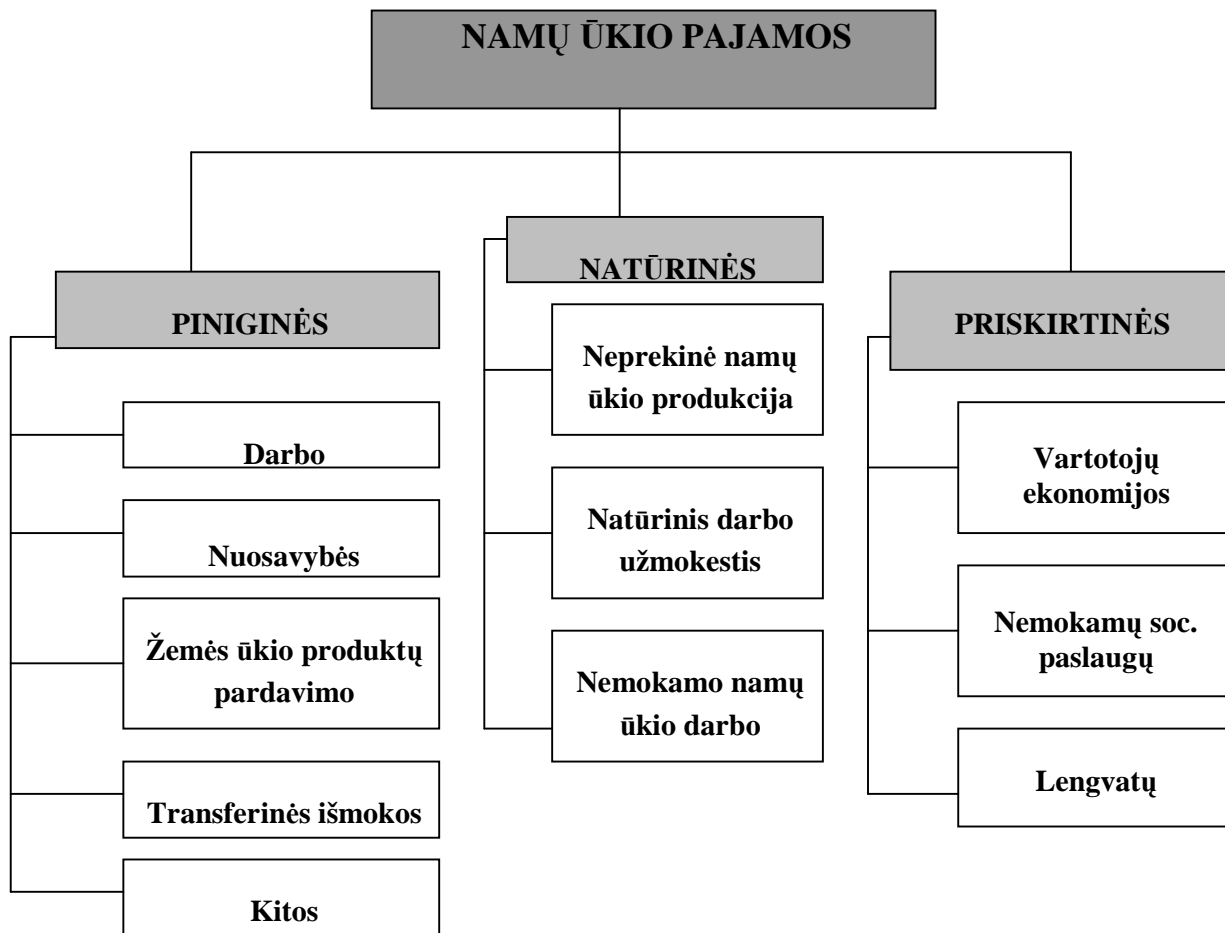 NAMŲ ŪKIO PAJAMOS
PINIGINĖS
Darbo
Nuosavybės
Žemės ūkio produktų
pardavimo
Transferinės išmokos
Kitos
NATŪRINĖS
Neprekinė namų
ūkio produkcija
Natūrinis darbo
užmokestis
Nemokamo namų
ūkio darbo
PRISKIRTINĖS
Vartotojų
ekonomijos
Nemokamų soc.
paslaugų
Lengvatų